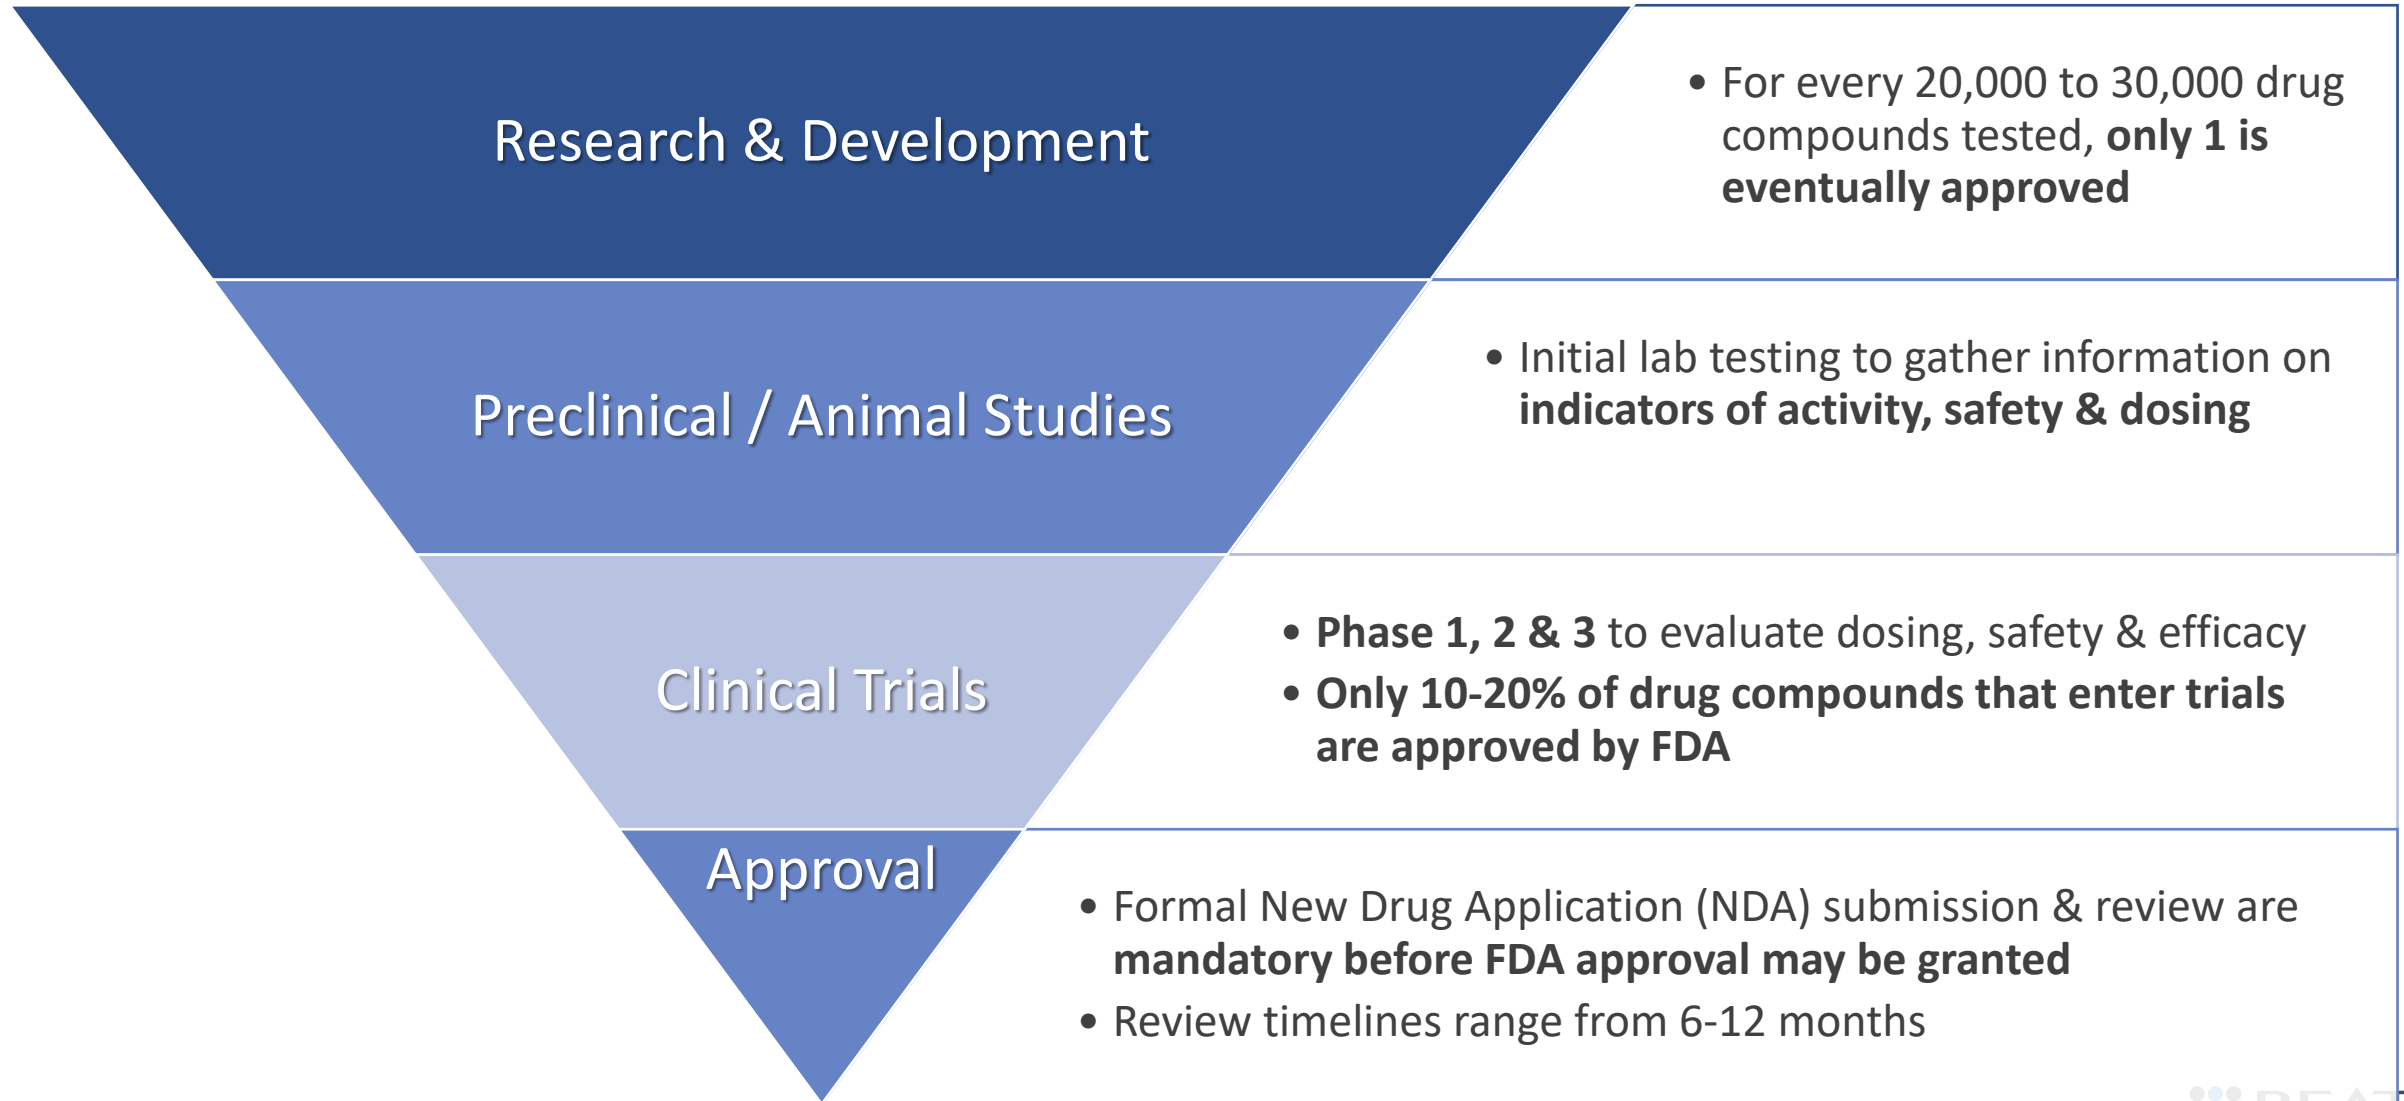 Research & Development
• For every 20,000 to 30,000 drug
compounds tested, only 1 is
eventually approved
Preclinical / Animal Studies
• Initial lab testing to gather information on
indicators of activity, safety & dosing
Clinical Trials
• Phase 1, 2 & 3 to evaluate dosing, safety & efficacy
• Only 10-20% of drug compounds that enter trials
are approved by FDA
Approval
• Formal New Drug Application (NDA) submission & review are
mandatory before FDA approval may be granted
• Review timelines range from 6-12 months